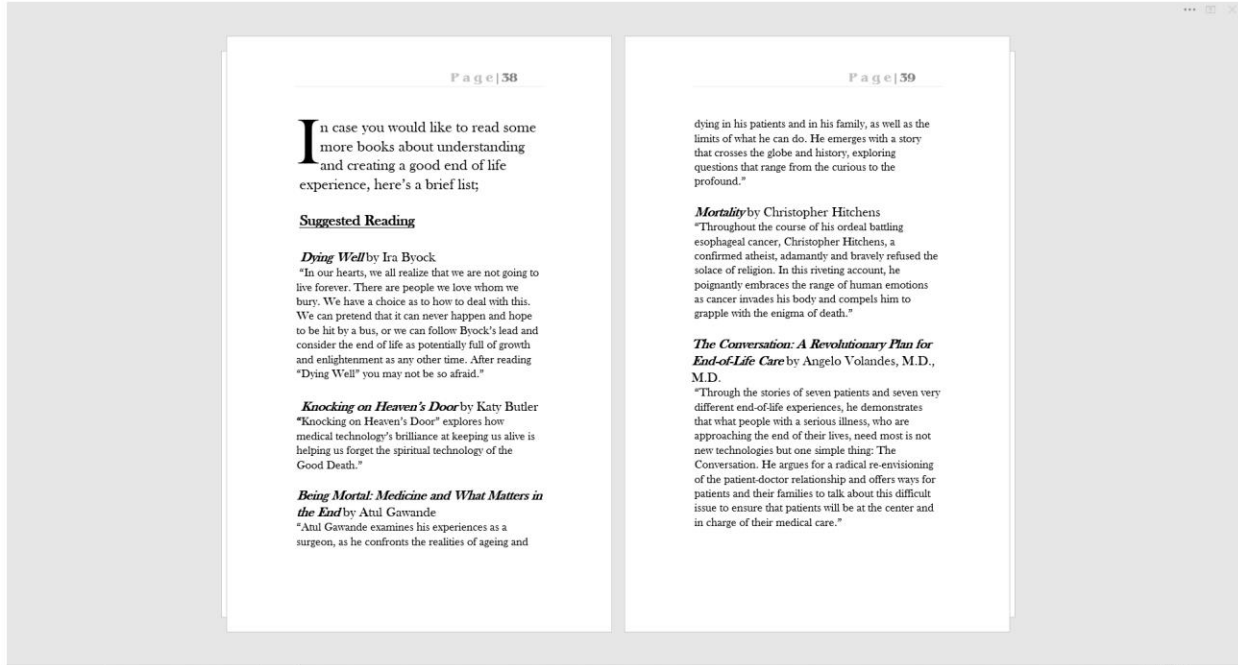 Page|38
In case you would like to read some
more books about understanding
and creating a good end of life
experience, here's a brief list;
Suggested Reading
Dying Well by Ira Byock
“In our hearts, we all realize that we are not going to
live forever. There are people we love whom we
bury. We have a choice as to how to deal with this.
We can pretend that it can never happen and hope
to be hit by a bus, or we can follow Byock's lead and
consider the end of life as potentially full of growth
and enlightenment as any other time. After reading
“Dying Well” you may not be so afraid.”
Knocking on Heaven's Door by Katy Butler
“Knocking on Heaven's Door” explores how
medical technology's brilliance at keeping us alive is
helping us forget the spiritual technology of the
Good Death.”
Being Mortal: Medicine and What Matters in
the End by Atul Gawande
“Atul Gawande examines his experiences as a
surgeon, as he confronts the realities of ageing and
Page|39
dying in his patients and in his family, as well as the
limits of what he can do. He emerges with a story
that crosses the globe and history, exploring
questions that range from the curious to the
profound.”
Mortality by Christopher Hitchens
“Throughout the course of his ordeal battling
esophageal cancer, Christopher Hitchens, a
confirmed atheist, adamantly and bravely refused the
solace of religion. In this riveting account, he
poignantly embraces the range of human emotions
as cancer invades his body and compels him to
grapple with the enigma of death.”
The Conversation: A Revolutionary Plan for
End-of-Life Care by Angelo Volandes, M.D.,
M.D.
“Through the stories of seven patients and seven very
different end-of-life experiences, he demonstrates
that what people with a serious illness, who are
approaching the end of their lives, need most is not
new technologies but one simple thing: The
Conversation. He argues for a radical re-envisioning
of the patient-doctor relationship and offers ways for
patients and their families to talk about this difficult
issue to ensure that patients will be at the center and
in charge of their medical care.”